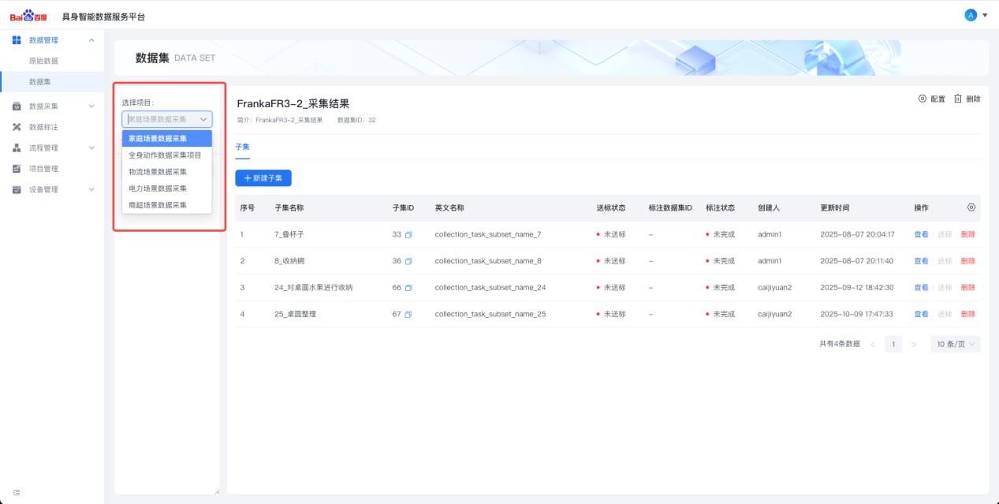 Bai百度 具身智能数据服务平台 A
数据管理
原始数据
数据集
数据采集
数据标注
流程管理
项目管理
设备管理
数据集 DATA SET
选择项目:
家庭场景数据采集
家庭场景数据采集
全身动作数据采集项目
物流场景数据采集
电力场景数据采集
商超场景数据采集
FrankaFR3-2_采集结果 配置 删除
简介: FrankaFR3-2_采集结果 数据集ID: 32
子集
+ 新建子集
序号 子集名称 子集ID 英文名称 送标状态 标注数据集ID 标注状态 创建人 更新时间 操作
1 7_叠杯子 33 collection_task_subset_name_7 未送标 - 未完成 admin1 2025-08-07 20:04:17 查看 送标 删除
2 8_收纳碗 36 collection_task_subset_name_8 未送标 - 未完成 admin1 2025-08-07 20:11:40 查看 送标 删除
3 24_对桌面水果进行收纳 66 collection_task_subset_name_24 未送标 - 未完成 caijiyuan2 2025-09-12 18:42:30 查看 送标 删除
4 25_桌面整理 67 collection_task_subset_name_25 未送标 - 未完成 caijiyuan2 2025-10-09 17:47:33 查看 送标 删除
共有4条数据 < 1 > 10 条/页